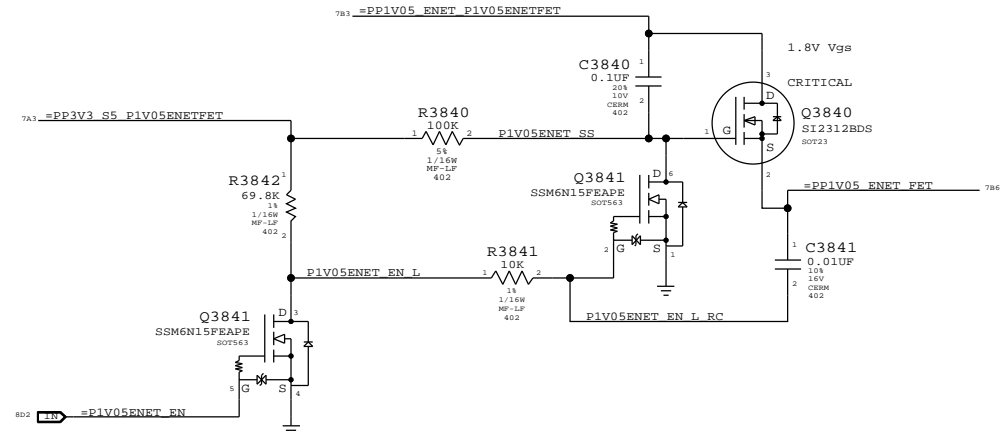 7B3 =PP1V05_ENET_P1V05ENETFET
1.8V Vgs
C3840
0.1UF
20%
10V
CERM
402
1
2
3
CRITICAL
D
G
S
1
2
Q3840
SI2312BDS
SOT23
7A3 =PP3V3_S5_P1V05ENETFET
R3840
100K
1
2
5%
1/16W
MF-LF
402
P1V05ENET_SS
R3842
69.8K
1%
1/16W
MF-LF
402
1
2
Q3841
SSM6N15FEAPE
SOT563
D
6
2
G
S
1
=PP1V05_ENET_FET 7B6
C3841
0.01UF
10%
16V
CERM
402
1
2
P1V05ENET_EN_L
R3841
10K
1
2
1%
1/16W
MF-LF
402
P1V05ENET_EN_L_RC
Q3841
SSM6N15FEAPE
SOT563
D
3
5
G
S
4
8D2 IN =P1V05ENET_EN